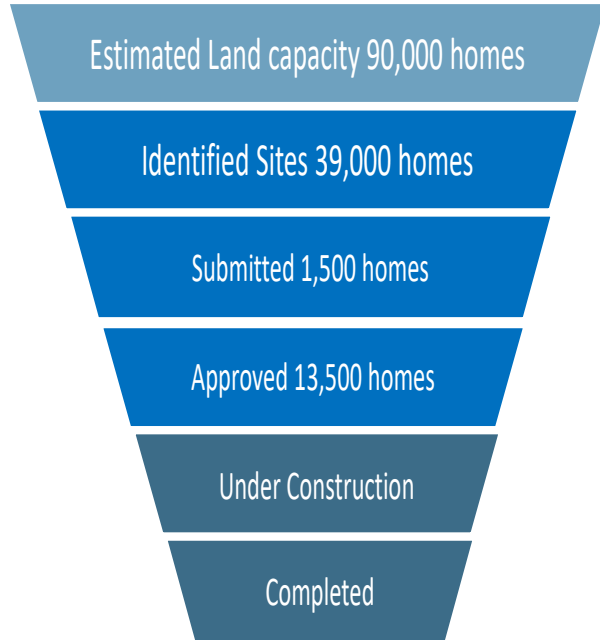 Estimated Land capacity 90,000 homes
Identified Sites 39,000 homes
Submitted 1,500 homes
Approved 13,500 homes
Under Construction
Completed